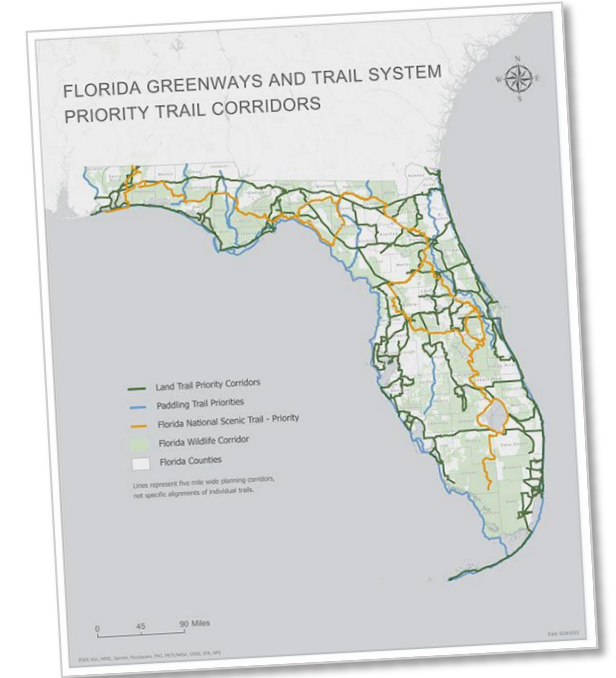 FLORIDA GREENWAYS AND TRAIL SYSTEM
PRIORITY TRAIL CORRIDORS
N
W E
S
Land Trail Priority Corridors
Paddling Trail Priorities
Florida National Scenic Trail - Priority
Florida Wildlife Corridor
Florida Counties
Lines represent five mile wide planning corridors,
not specific alignments of individual trails.
0 45 90 Miles